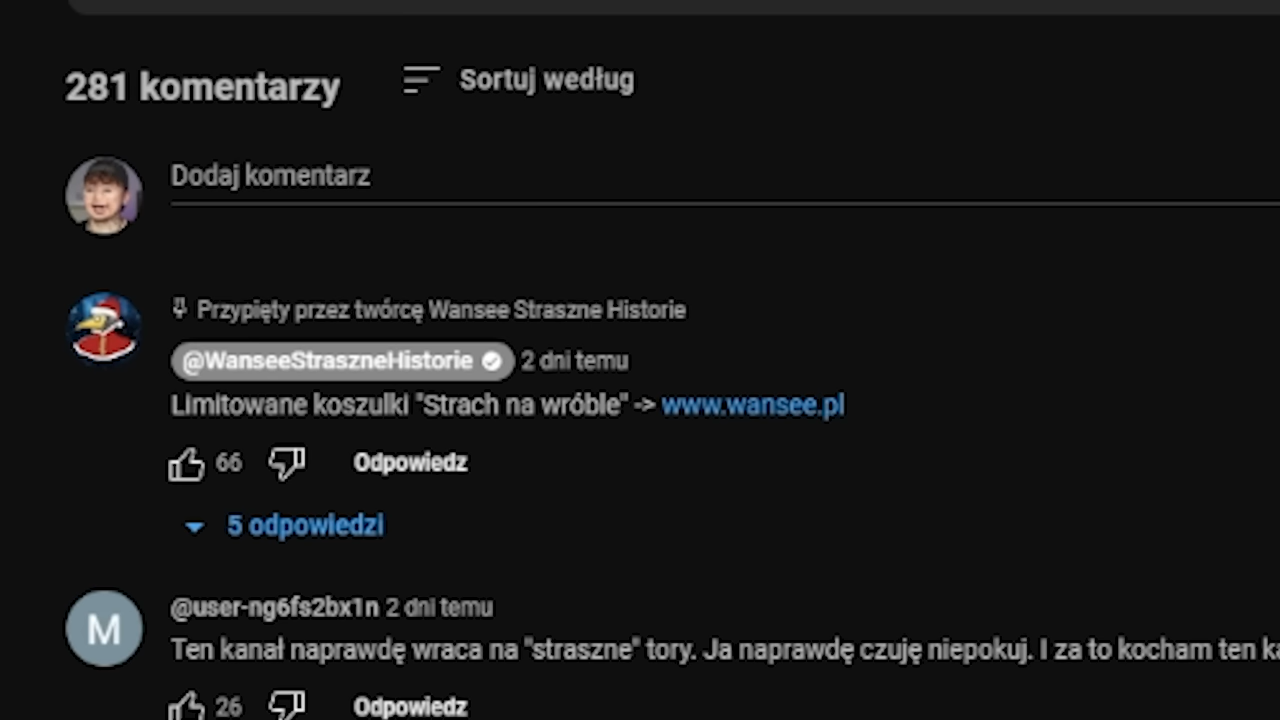 281 komentarzy
Sortuj według
Dodaj komentarz
Przypięty przez twórcę Wansee Straszne Historie
@WanseeStraszneHistorie 2 dni temu
Limitowane koszulki "Strach na wróble" -> www.wansee.pl
66 Odpowiedz
5 odpowiedzi
M
@user-ng6fs2bx1n 2 dni temu
Ten kanał naprawdę wraca na "straszne" tory. Ja naprawdę czuję niepokuj. I za to kocham ten
26 Odpowiedz